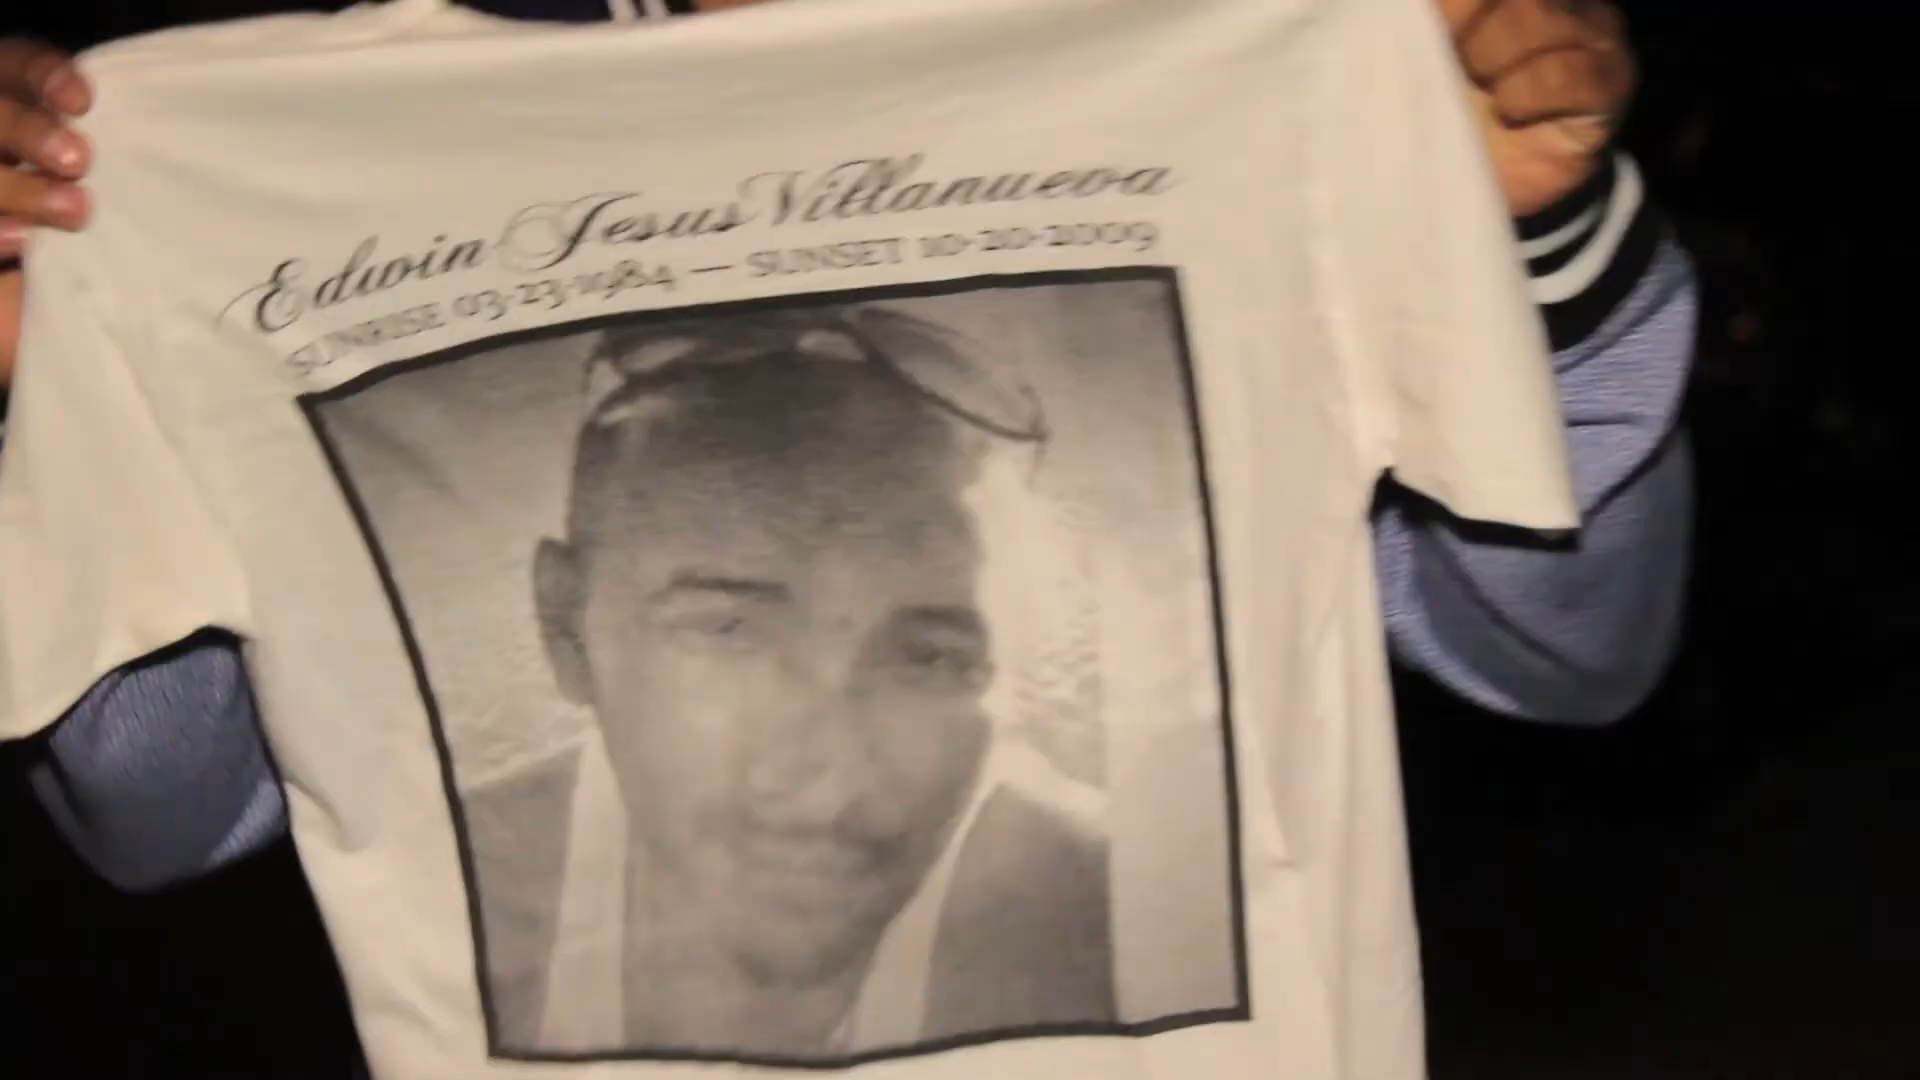 Edwin Jesus Villanueva
SUNRISE 03-23-1984 — SUNSET 10-20-2009